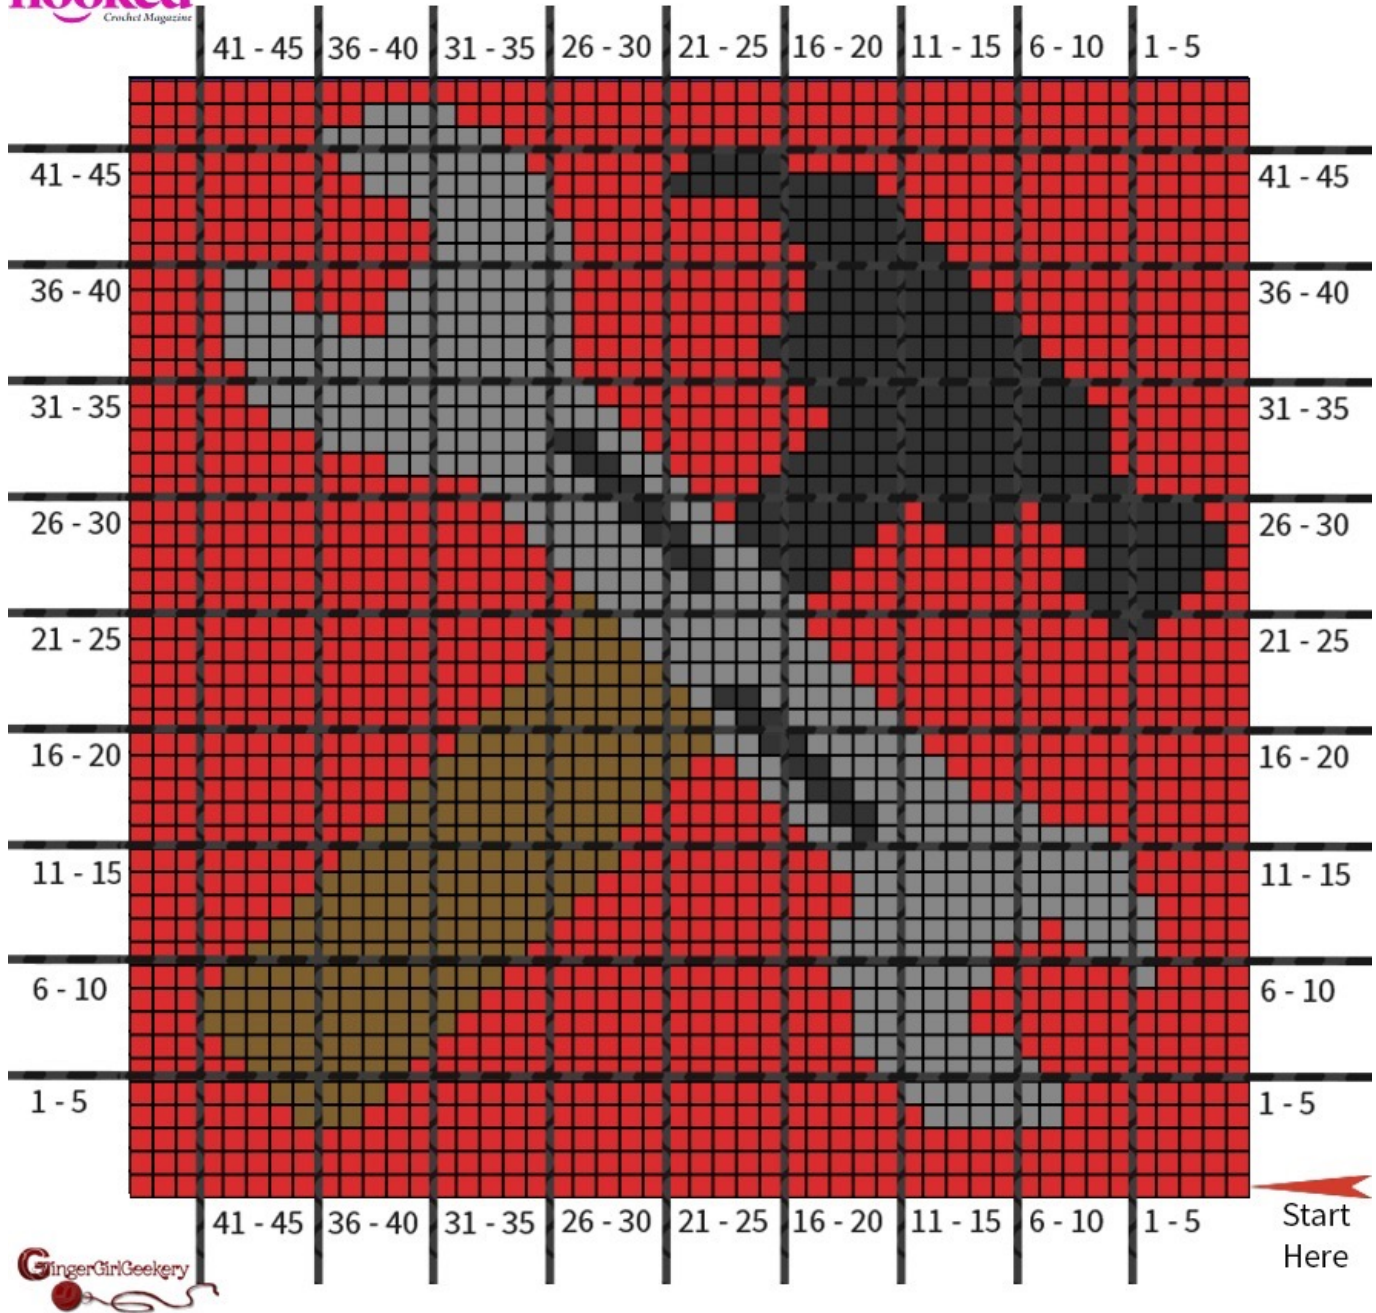 hooked
Crochet Magazine
41 - 45 36 - 40 31 - 35 26 - 30 21 - 25 16 - 20 11 - 15 6 - 10 1 - 5
41 - 45 41 - 45
36 - 40 36 - 40
31 - 35 31 - 35
26 - 30 26 - 30
21 - 25 21 - 25
16 - 20 16 - 20
11 - 15 11 - 15
6 - 10 6 - 10
1 - 5 1 - 5
41 - 45 36 - 40 31 - 35 26 - 30 21 - 25 16 - 20 11 - 15 6 - 10 1 - 5
Start
Here
GingerGirlGeekery